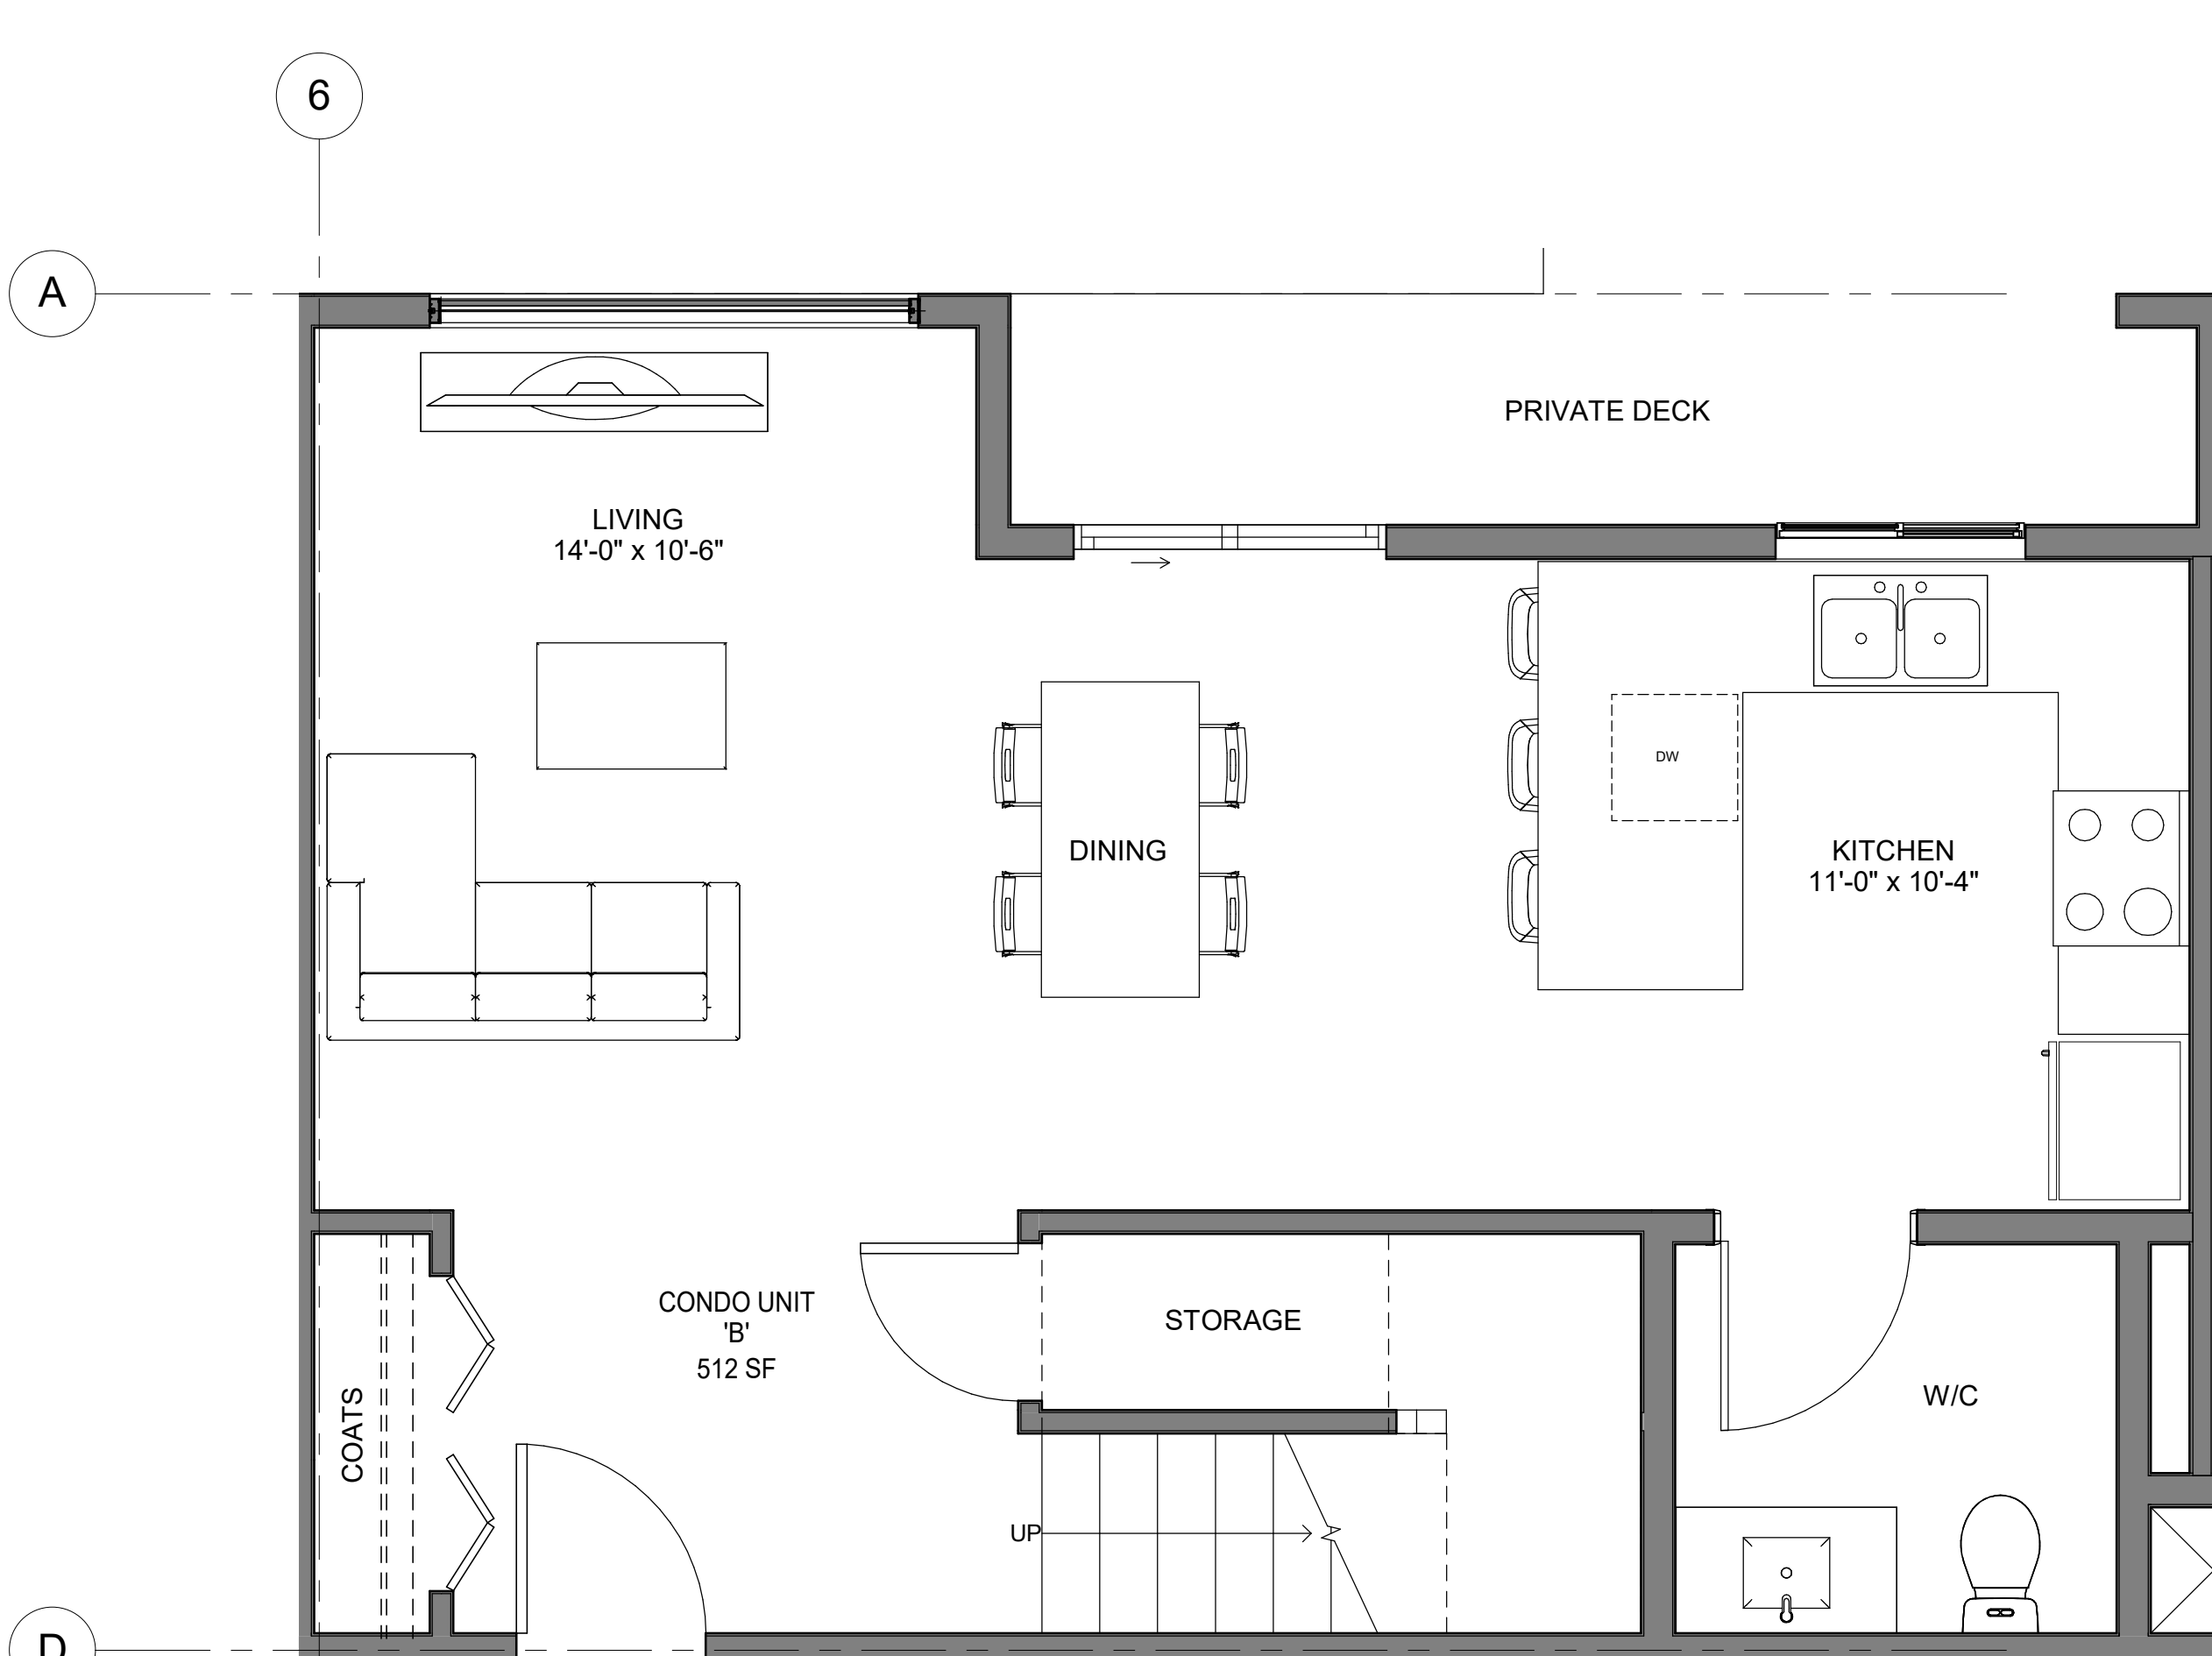 6
A
PRIVATE DECK
LIVING
14'-0" x 10'-6"
DW
DINING
KITCHEN
11'-0" x 10'-4"
CONDO UNIT
'B'
512 SF
STORAGE
COATS
W/C
UP
D